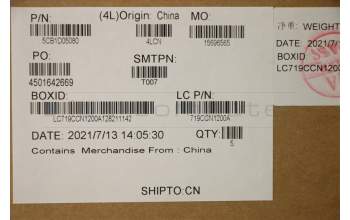 P/N: (4L)Origin: China MO:
5CB1D05080 4LCN 15696565
PO: SMTPN:
4501642669 T007
BOXID: LC P/N:
LC719CCN1200A128211142 719CCN1200A
DATE: 2021/7/13 14:05:30 QTY:
5
Contains Merchandise From : China
SHIPTO:CN
净重: WEIGHT
DATE: 2021/7
BOXID
LC719CCN1200